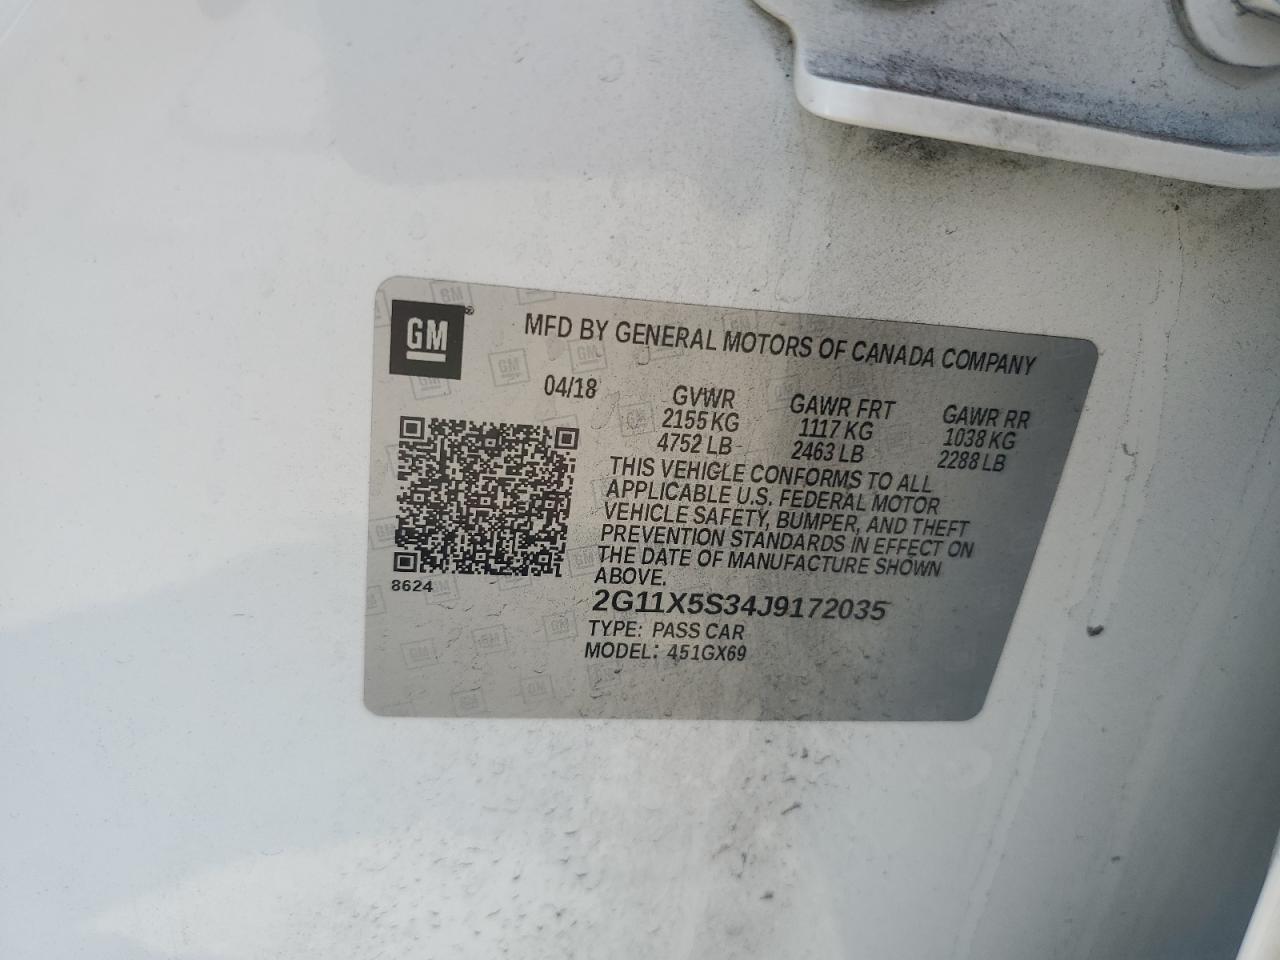 GM®
MFD BY GENERAL MOTORS OF CANADA COMPANY
04/18
GVWR
2155 KG
4752 LB
GAWR FRT
1117 KG
2463 LB
GAWR RR
1038 KG
2288 LB
THIS VEHICLE CONFORMS TO ALL
APPLICABLE U.S. FEDERAL MOTOR
VEHICLE SAFETY, BUMPER, AND THEFT
PREVENTION STANDARDS IN EFFECT ON
THE DATE OF MANUFACTURE SHOWN
ABOVE.
8624
2G11X5S34J9172035
TYPE: PASS CAR
MODEL: 451GX69